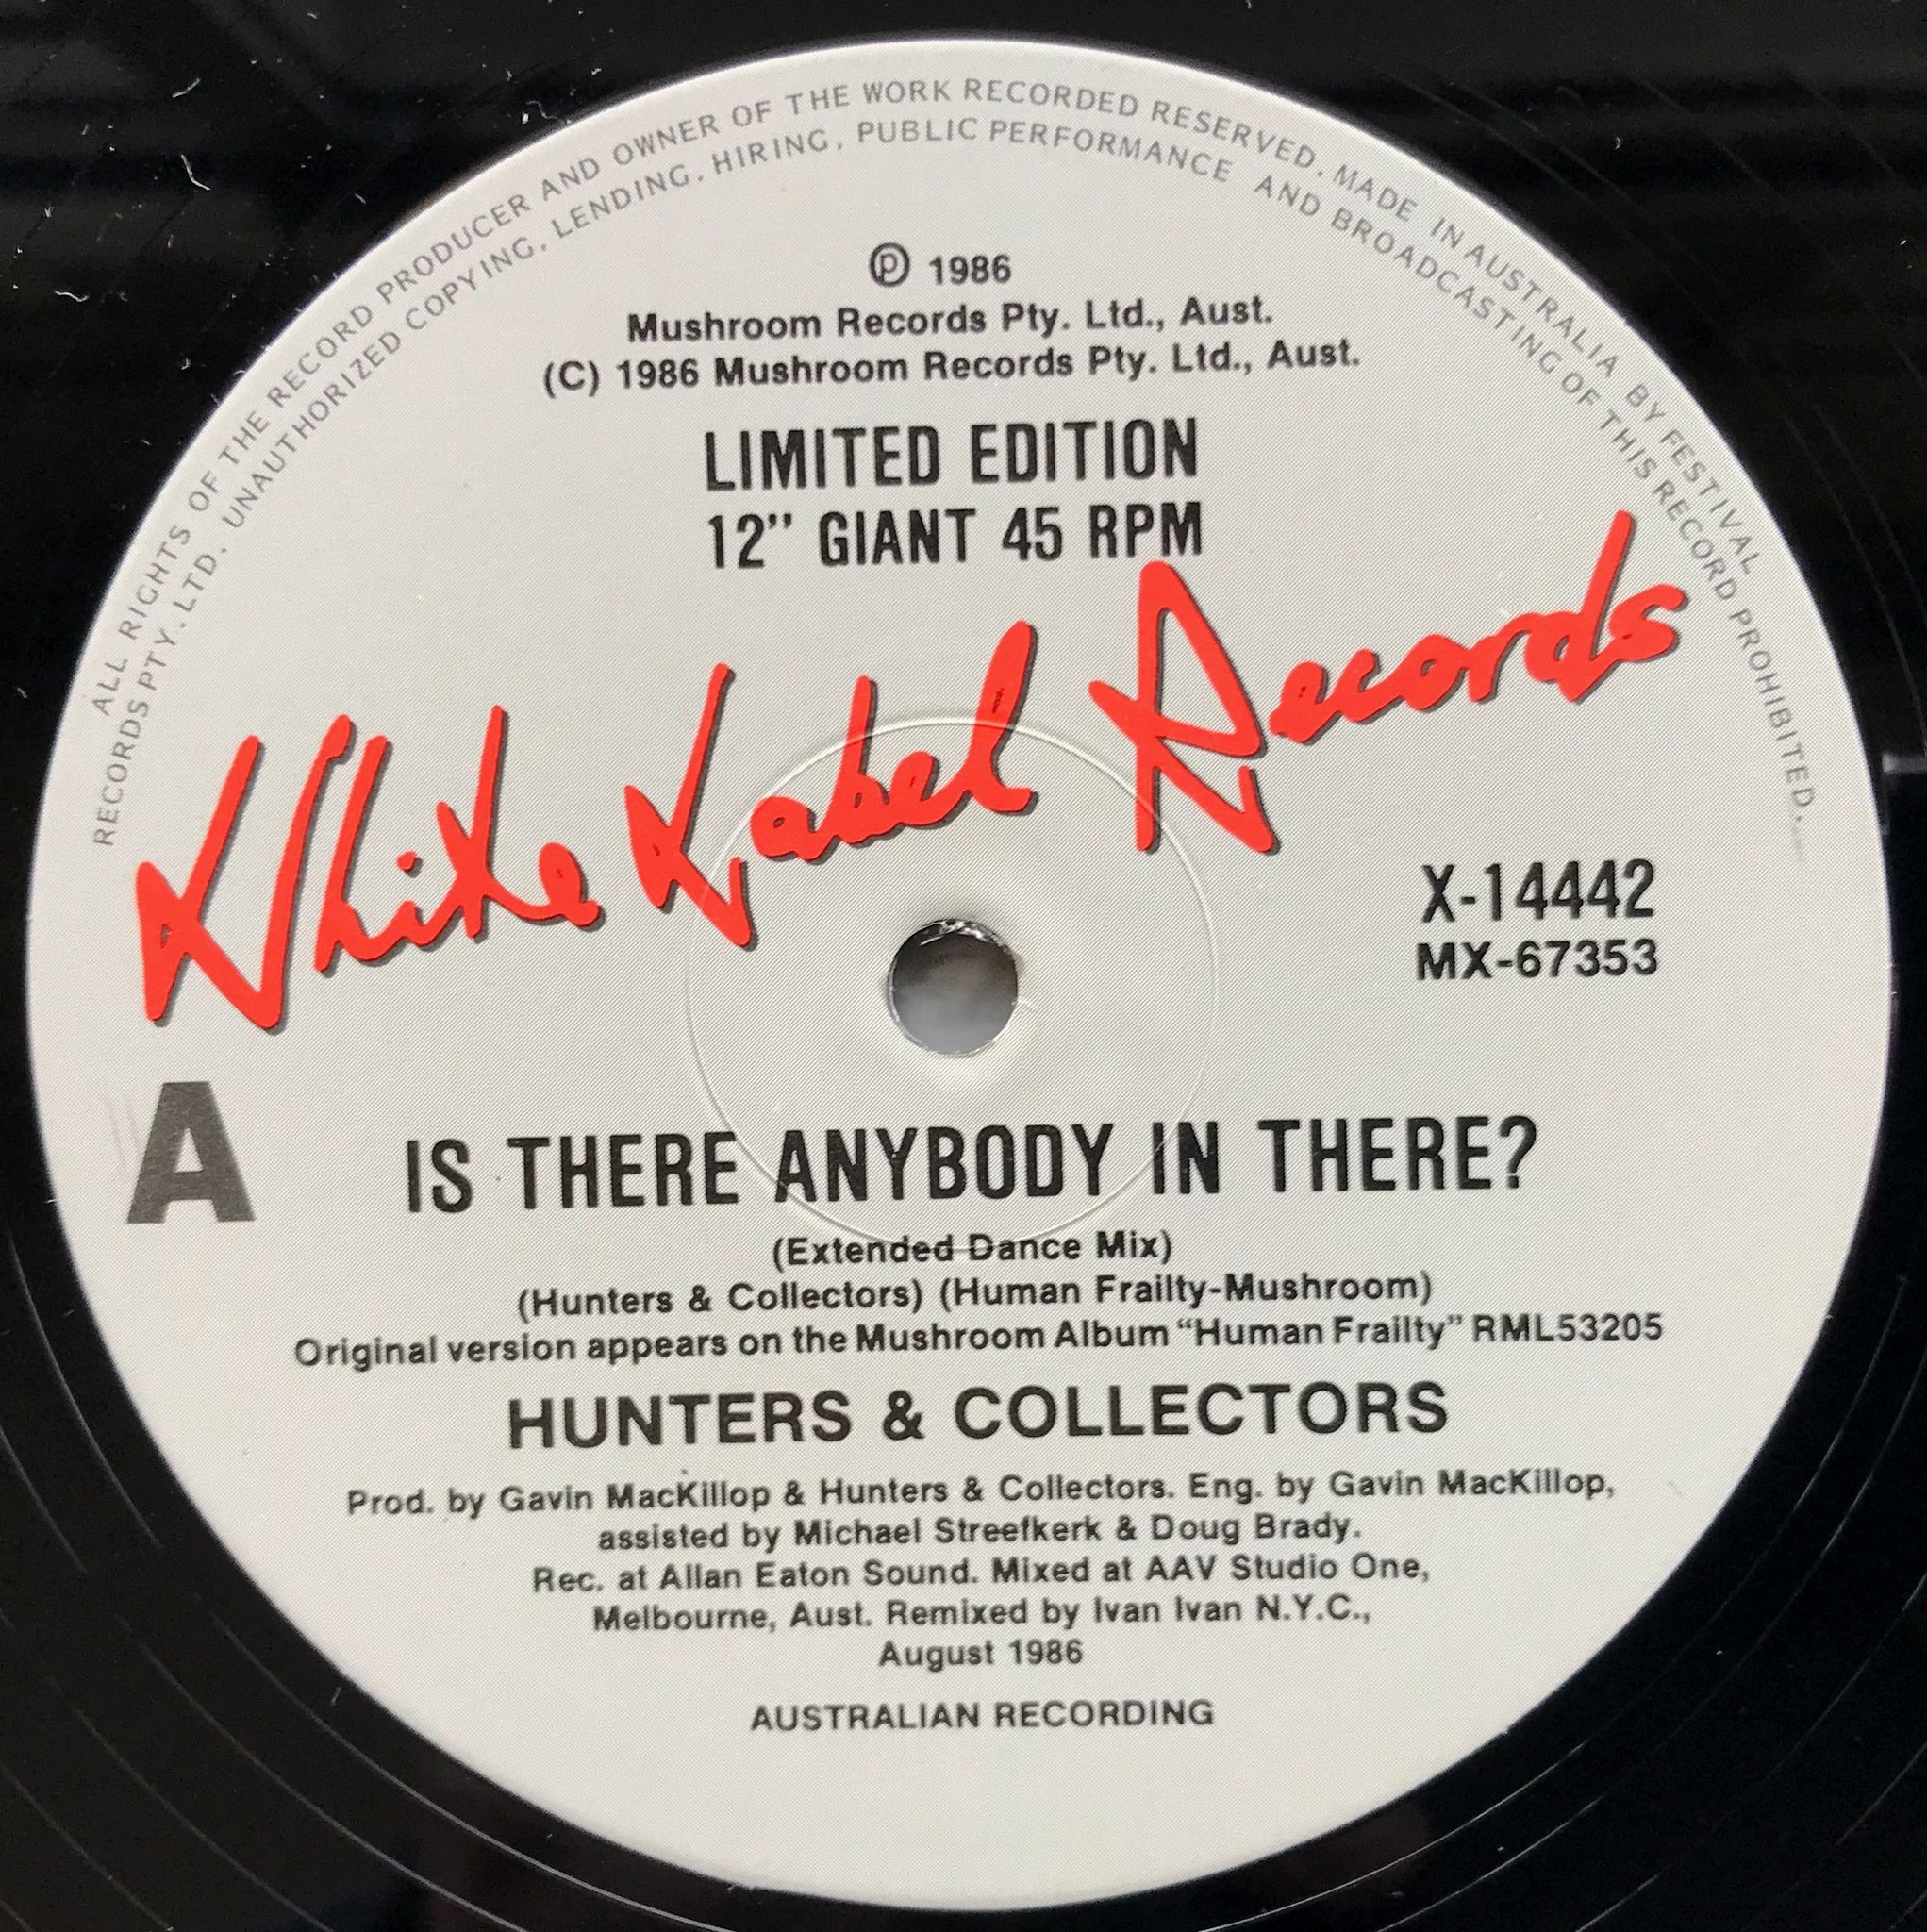 ALL RIGHTS OF THE RECORD PRODUCER AND OWNER OF THE WORK RECORDED RESERVED. MADE IN AUSTRALIA BY FESTIVAL
RECORDS PTY. LTD. UNAUTHORIZED COPYING, LENDING, HIRING, PUBLIC PERFORMANCE AND BROADCASTING OF THIS RECORD PROHIBITED.
℗ 1986
Mushroom Records Pty. Ltd., Aust.
(C) 1986 Mushroom Records Pty. Ltd., Aust.
LIMITED EDITION
12” GIANT 45 RPM
White Label Records
X-14442
MX-67353
A
IS THERE ANYBODY IN THERE?
(Extended Dance Mix)
(Hunters & Collectors) (Human Frailty-Mushroom)
Original version appears on the Mushroom Album “Human Frailty” RML53205
HUNTERS & COLLECTORS
Prod. by Gavin MacKillop & Hunters & Collectors. Eng. by Gavin MacKillop,
assisted by Michael Streefkerk & Doug Brady.
Rec. at Allan Eaton Sound. Mixed at AAV Studio One,
Melbourne, Aust. Remixed by Ivan Ivan N.Y.C.,
August 1986
AUSTRALIAN RECORDING